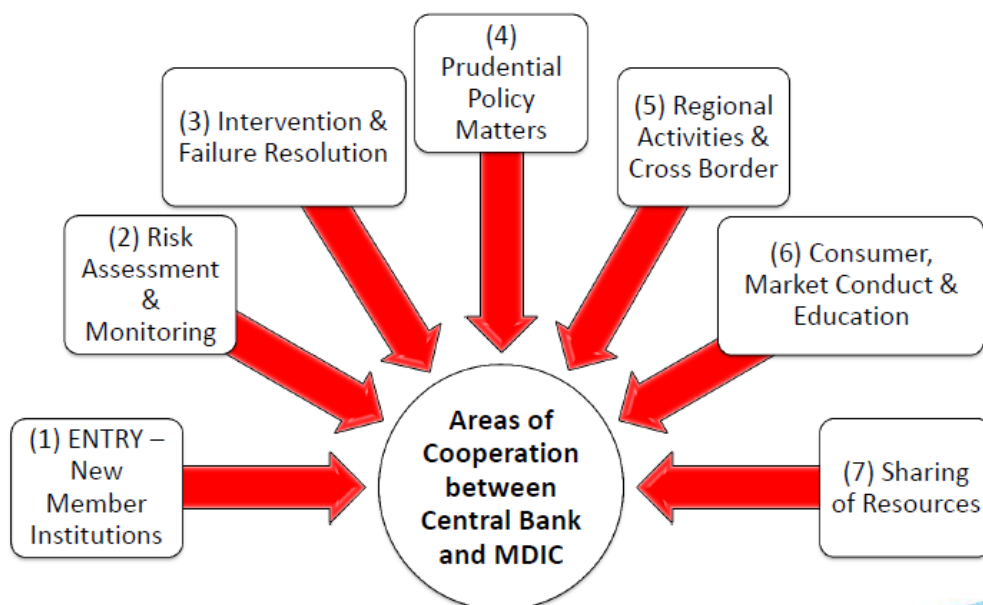 (1) ENTRY –
New
Member
Institutions
(2) Risk
Assessment
&
Monitoring
(3) Intervention &
Failure Resolution
(4)
Prudential
Policy
Matters
(5) Regional
Activities &
Cross Border
(6) Consumer,
Market Conduct &
Education
(7) Sharing
of Resources
Areas of
Cooperation
between
Central Bank
and MDIC